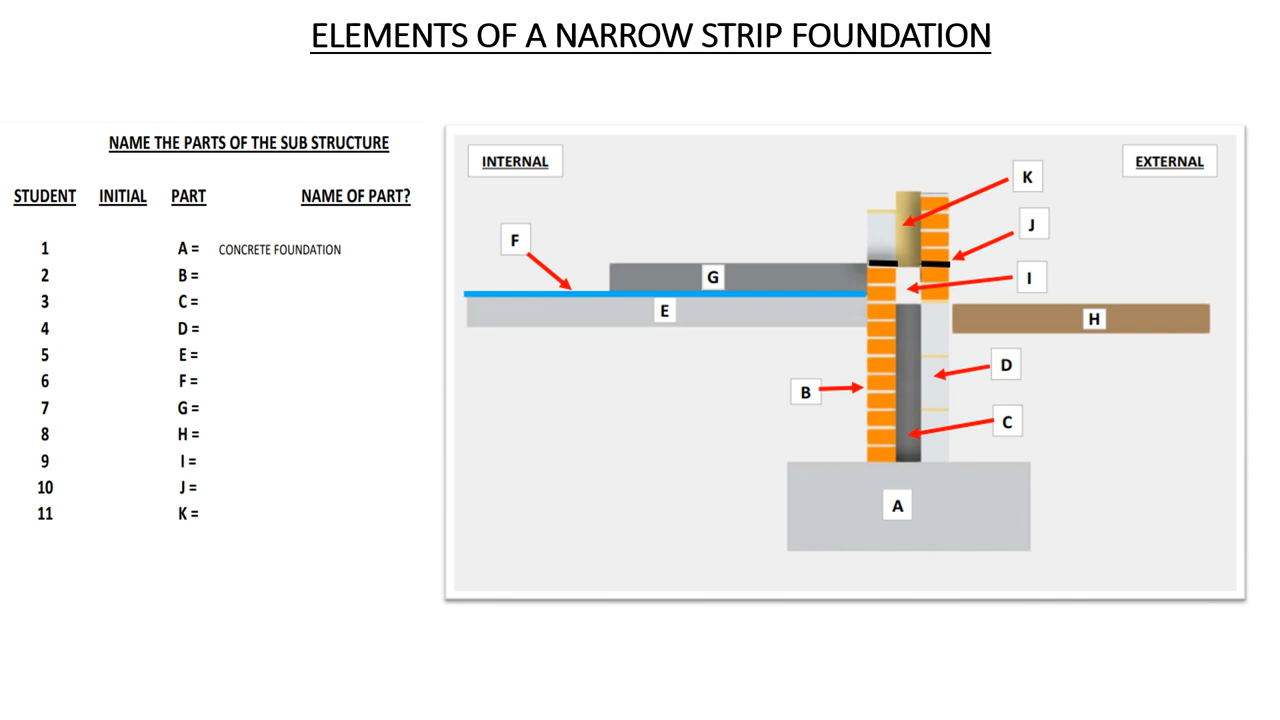 ELEMENTS OF A NARROW STRIP FOUNDATION
NAME THE PARTS OF THE SUB STRUCTURE
STUDENT INITIAL PART NAME OF PART?
1 A = CONCRETE FOUNDATION
2 B =
3 C =
4 D =
5 E =
6 F =
7 G =
8 H =
9 I =
10 J =
11 K =
INTERNAL
EXTERNAL
K
J
F
G
I
E
H
D
B
C
A